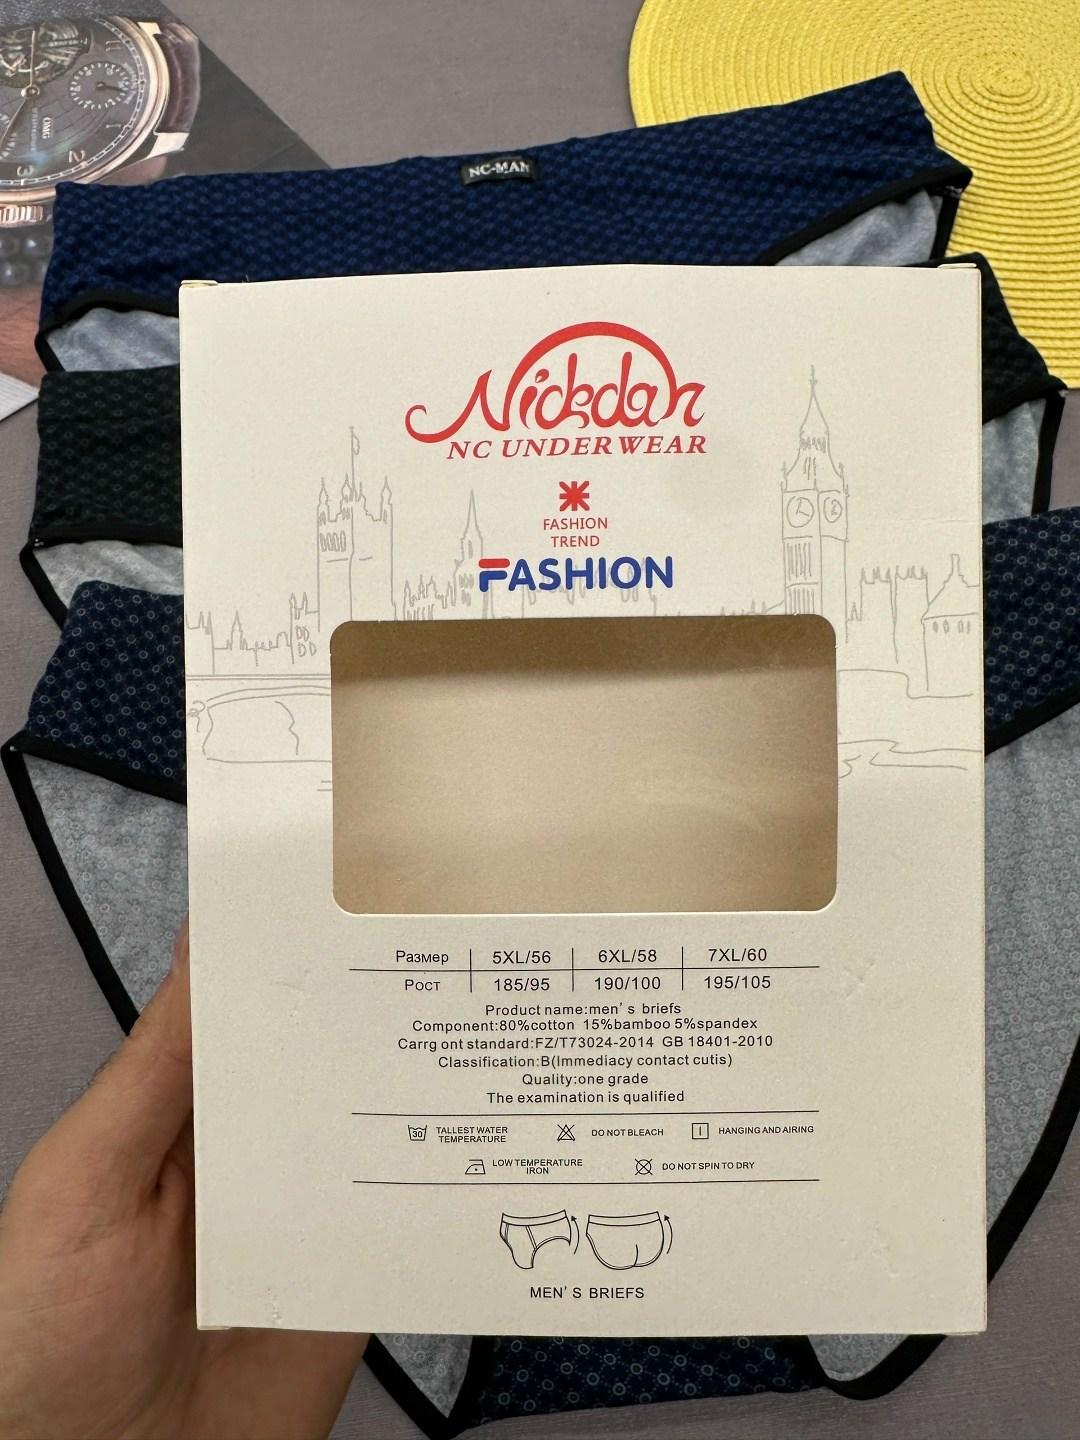 OMG
NC-MAN
Nickdan
NC UNDERWEAR
FASHION
TREND
FASHION
Размер 5XL/56 6XL/58 7XL/60
Рост 185/95 190/100 195/105
Product name:men's briefs
Component:80%cotton 15%bamboo 5%spandex
Carrg ont standard:FZ/T73024-2014 GB 18401-2010
Classification:B(Immediacy contact cutis)
Quality:one grade
The examination is qualified
30 TALLEST WATER TEMPERATURE DO NOT BLEACH HANGING AND AIRING
LOW TEMPERATURE IRON DO NOT SPIN TO DRY
MEN'S BRIEFS